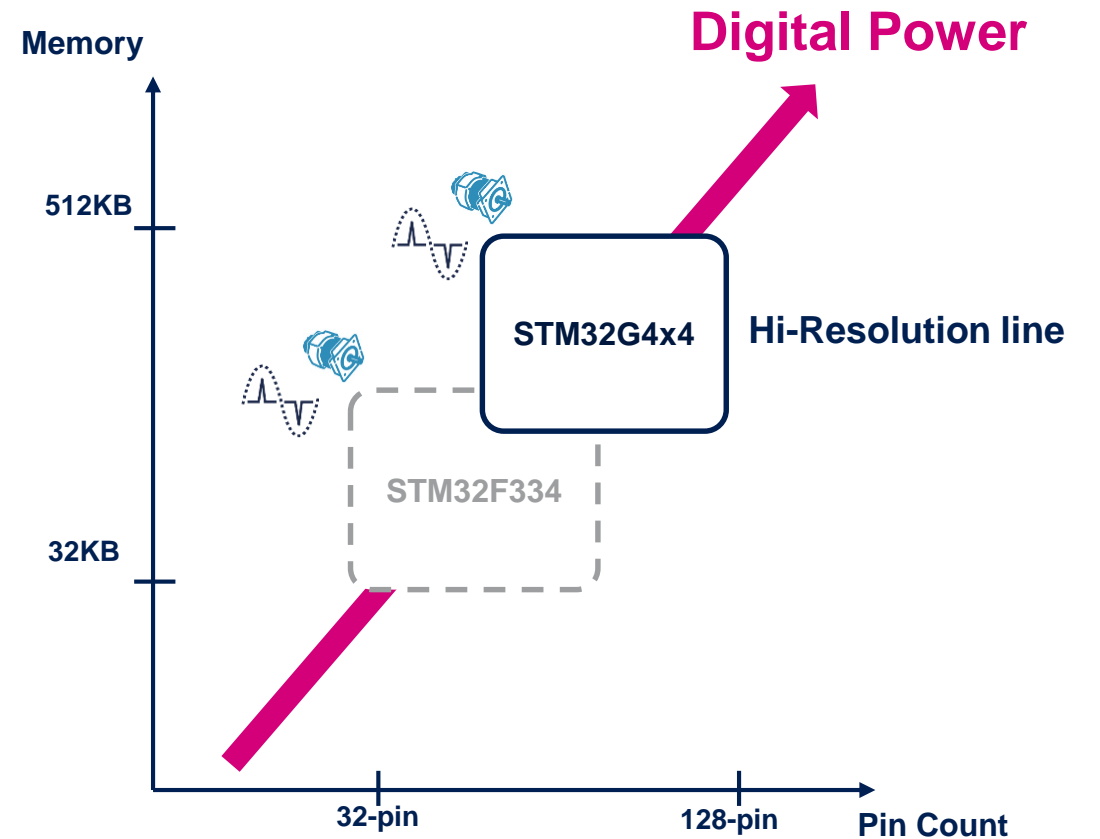 Digital Power
Memory
512KB
STM32G4x4
Hi-Resolution line
STM32F334
32KB
32-pin
128-pin
Pin Count